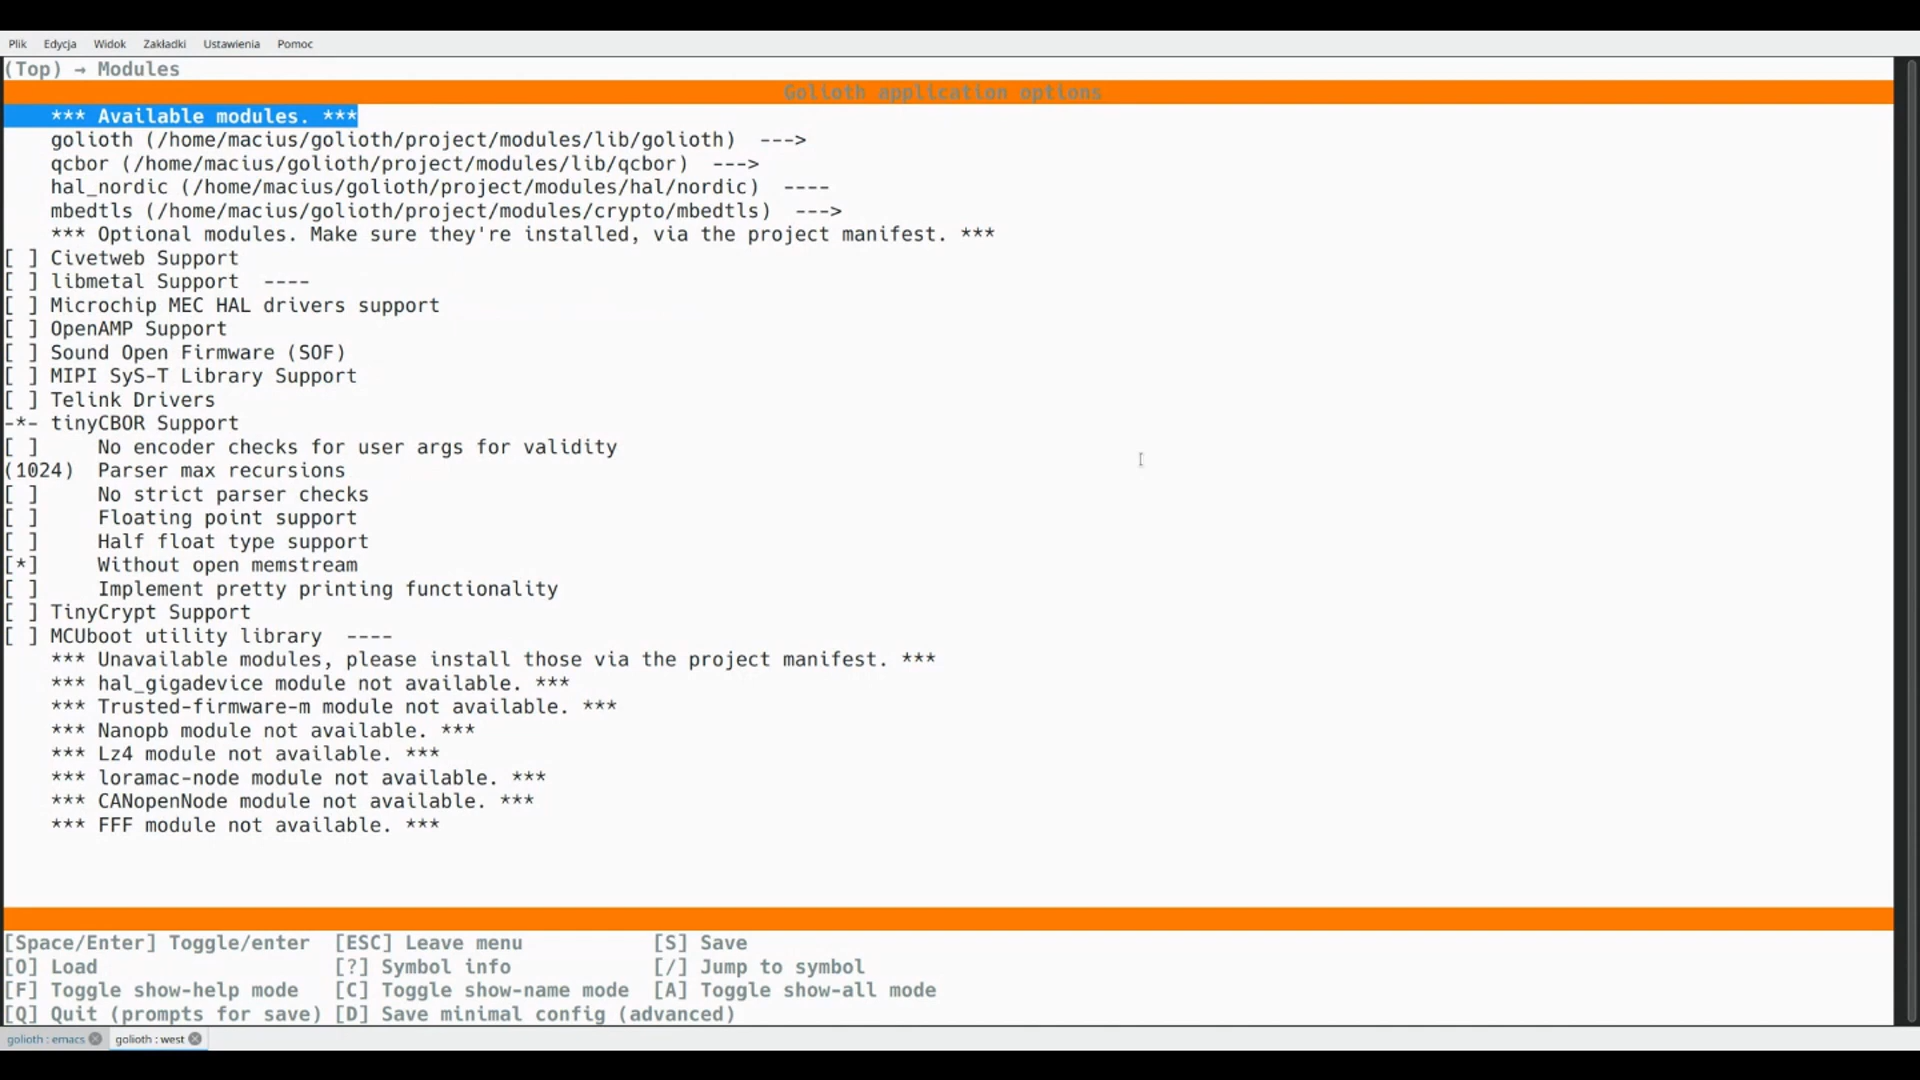 Plik Edycja Widok Zakładki Ustawienia Pomoc
(Top) → Modules
Golioth application options
*** Available modules. ***
golioth (/home/macius/golioth/project/modules/lib/golioth) --->
qcbor (/home/macius/golioth/project/modules/lib/qcbor) --->
hal_nordic (/home/macius/golioth/project/modules/hal/nordic) ----
mbedtls (/home/macius/golioth/project/modules/crypto/mbedtls) --->
*** Optional modules. Make sure they're installed, via the project manifest. ***
[ ] Civetweb Support
[ ] libmetal Support ----
[ ] Microchip MEC HAL drivers support
[ ] OpenAMP Support
[ ] Sound Open Firmware (SOF)
[ ] MIPI SyS-T Library Support
[ ] Telink Drivers
-*- tinyCBOR Support
[ ] No encoder checks for user args for validity
(1024) Parser max recursions
[ ] No strict parser checks
[ ] Floating point support
[ ] Half float type support
[*] Without open memstream
[ ] Implement pretty printing functionality
[ ] TinyCrypt Support
[ ] MCUboot utility library ----
*** Unavailable modules, please install those via the project manifest. ***
*** hal_gigadevice module not available. ***
*** Trusted-firmware-m module not available. ***
*** Nanopb module not available. ***
*** Lz4 module not available. ***
*** loramac-node module not available. ***
*** CANopenNode module not available. ***
*** FFF module not available. ***
[Space/Enter] Toggle/enter [ESC] Leave menu [S] Save
[O] Load [?] Symbol info [/] Jump to symbol
[F] Toggle show-help mode [C] Toggle show-name mode [A] Toggle show-all mode
[Q] Quit (prompts for save) [D] Save minimal config (advanced)
golioth : emacs golioth : west